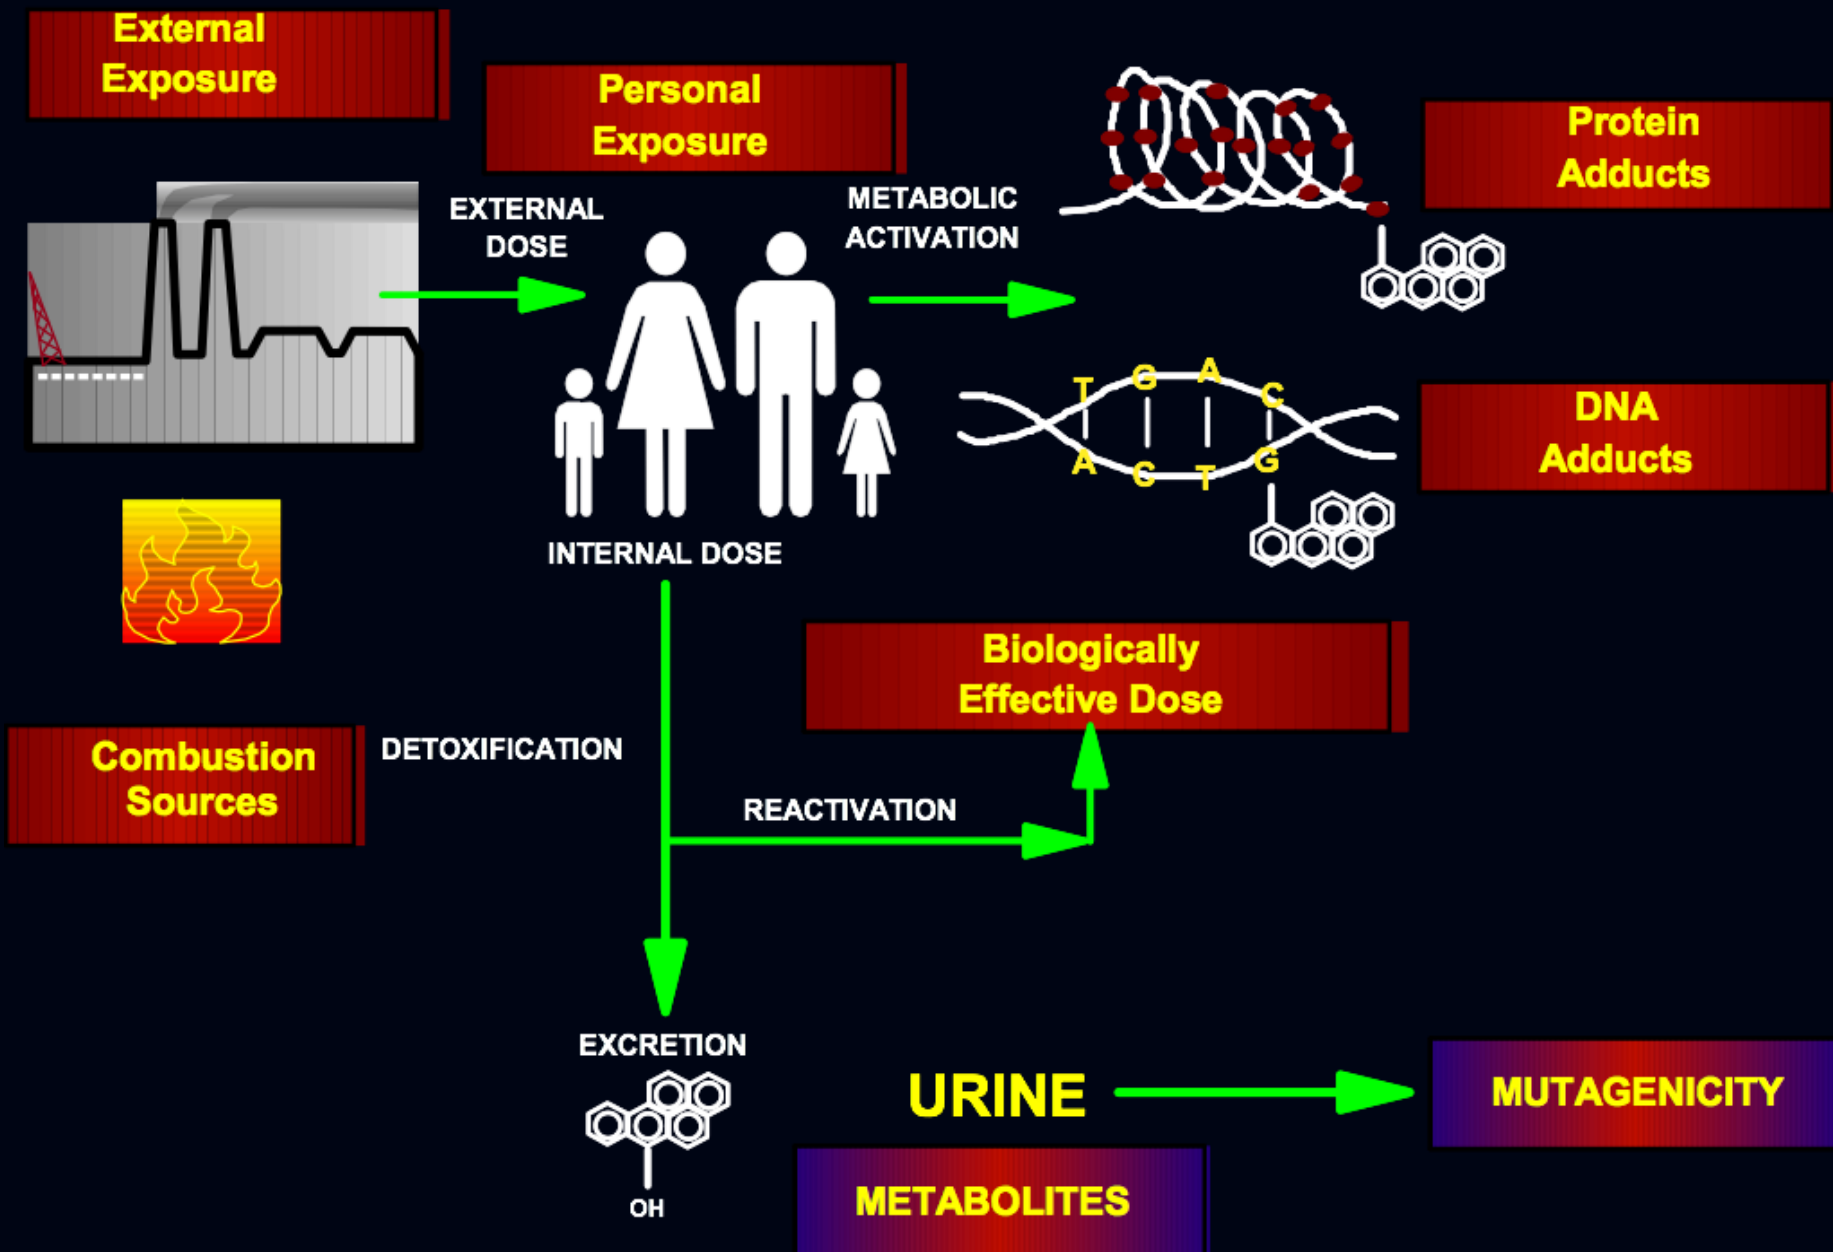 External
Exposure
Personal
Exposure
EXTERNAL
DOSE
METABOLIC
ACTIVATION
Protein
Adducts
T G A C
A C T G
DNA
Adducts
INTERNAL DOSE
Biologically
Effective Dose
Combustion
Sources
DETOXIFICATION
REACTIVATION
EXCRETION
OH
URINE
METABOLITES
MUTAGENICITY